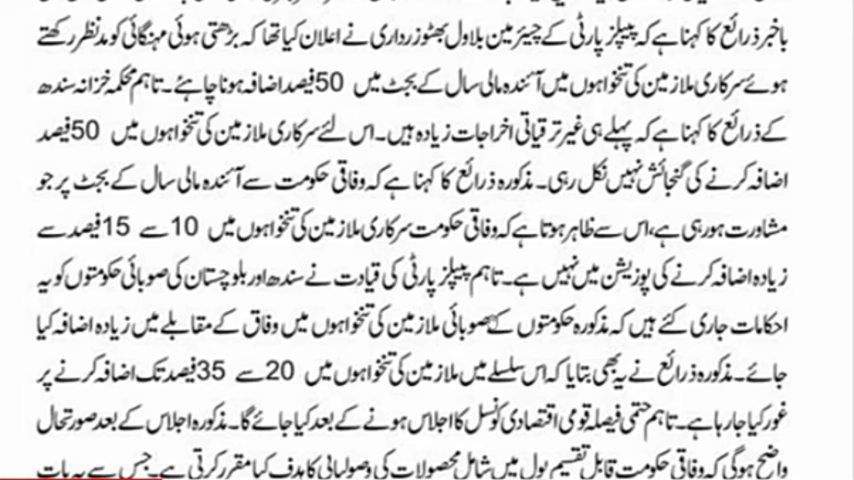 باخبر ذرائع کا کہنا ہے کہ پیپلز پارٹی کے چیئرمین بلاول بھٹو زرداری نے اعلان کیا تھا کہ بڑھتی ہوئی مہنگائی کو مدنظر رکھتے
ہوئے سرکاری ملازمین کی تنخواہوں میں آئندہ مالی سال کے بجٹ میں 50 فیصد اضافہ ہونا چاہئے۔ تاہم محکمہ خزانہ سندھ
کے ذرائع کا کہنا ہے کہ پہلے ہی غیر ترقیاتی اخراجات زیادہ ہیں۔ اس لئے سرکاری ملازمین کی تنخواہوں میں 50 فیصد
اضافہ کرنے کی گنجائش نہیں نکل رہی۔ مذکورہ ذرائع کا کہنا ہے کہ وفاقی حکومت سے آئندہ مالی سال کے بجٹ پر جو
مشاورت ہورہی ہے، اس سے ظاہر ہوتا ہے کہ وفاقی حکومت سرکاری ملازمین کی تنخواہوں میں 10 سے 15 فیصد سے
زیادہ اضافہ کرنے کی پوزیشن میں نہیں ہے۔ تاہم پیپلز پارٹی کی قیادت نے سندھ اور بلوچستان کی صوبائی حکومتوں کو یہ
احکامات جاری کئے ہیں کہ مذکورہ حکومتوں کے صوبائی ملازمین کی تنخواہوں میں وفاق کے مقابلے میں زیادہ اضافہ کیا
جائے۔ مذکورہ ذرائع نے یہ بھی بتایا کہ اس سلسلے میں ملازمین کی تنخواہوں میں 20 سے 35 فیصد تک اضافہ کرنے پر
غور کیا جارہا ہے۔ تاہم حتمی فیصلہ قومی اقتصادی کونسل کا اجلاس ہونے کے بعد کیا جائے گا۔ مذکورہ اجلاس کے بعد صورتحال
واضح ہوگی کہ وفاقی حکومت قابل تقسیم پول میں شامل محصولات کی وصولیابی کا ہدف کیا مقرر کرتی ہے۔ جس سے یہ بات